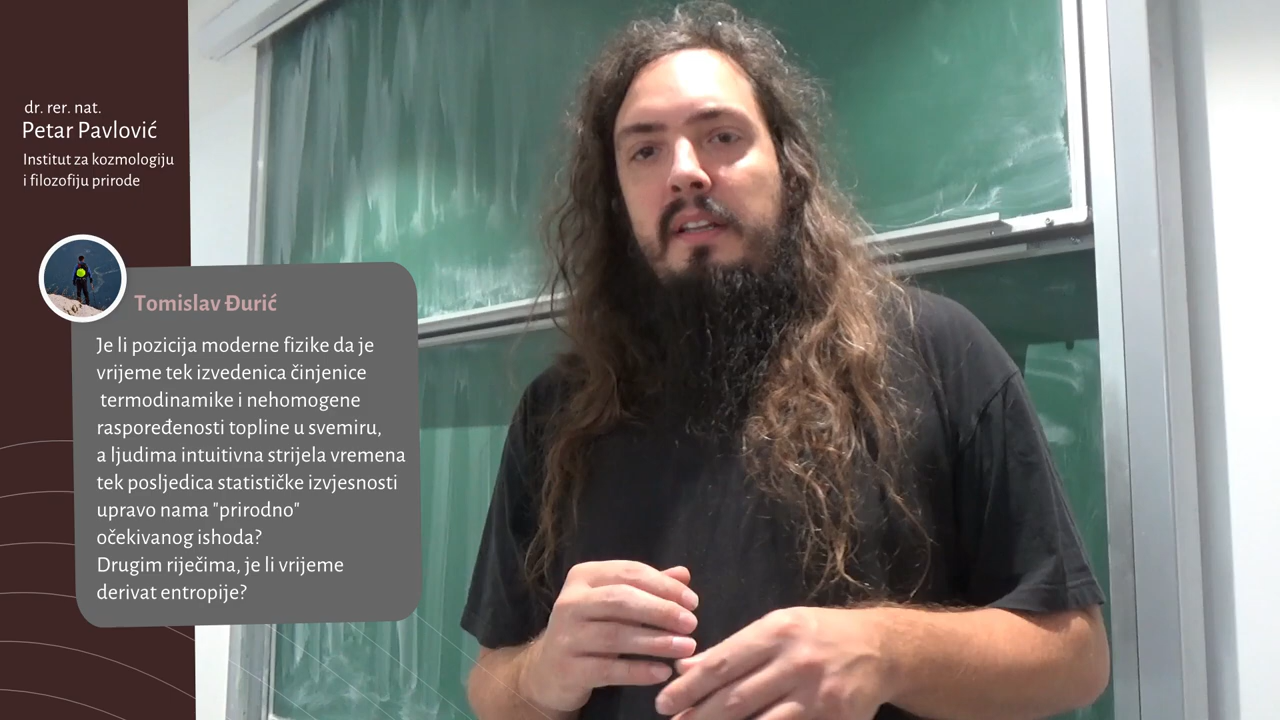 dr. rer. nat.
Petar Pavlović
Institut za kozmologiju
i filozofiju prirode
Tomislav Đurić
Je li pozicija moderne fizike da je
vrijeme tek izvedenica činjenice
termodinamike i nehomogene
raspoređenosti topline u svemiru,
a ljudima intuitivna strijela vremena
tek posljedica statističke izvjesnosti
upravo nama "prirodno"
očekivanog ishoda?
Drugim riječima, je li vrijeme
derivat entropije?